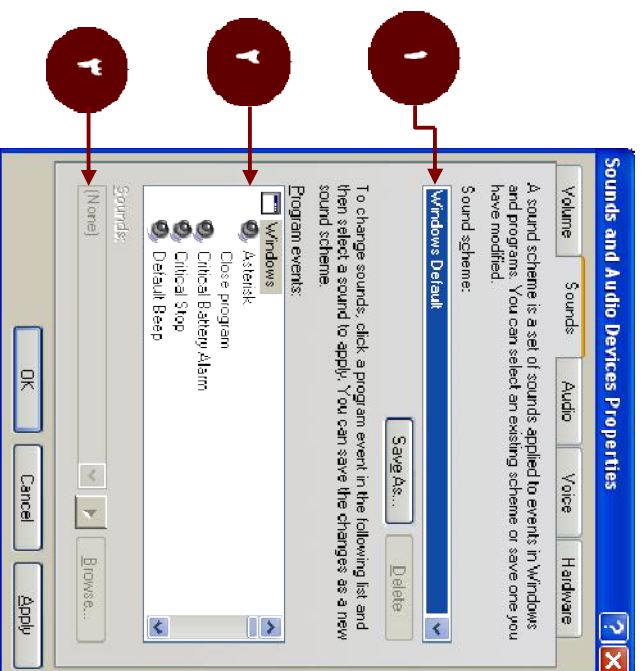 Sounds and Audio Devices Properties
Volume
Sounds
Audio
Voice
Hardware
A sound scheme is a set of sounds applied to events in Windows
and programs. You can select an existing scheme or save one you
have modified.
Sound scheme:
Windows Default
Save As...
Delete
To change sounds, click a program event in the following list and
then select a sound to apply. You can save the changes as a new
sound scheme.
Program events:
Windows
Asterisk
Close program
Critical Battery Alarm
Critical Stop
Default Beep
Sounds:
(None)
Browse...
OK
Cancel
Apply
۱
۲
۳